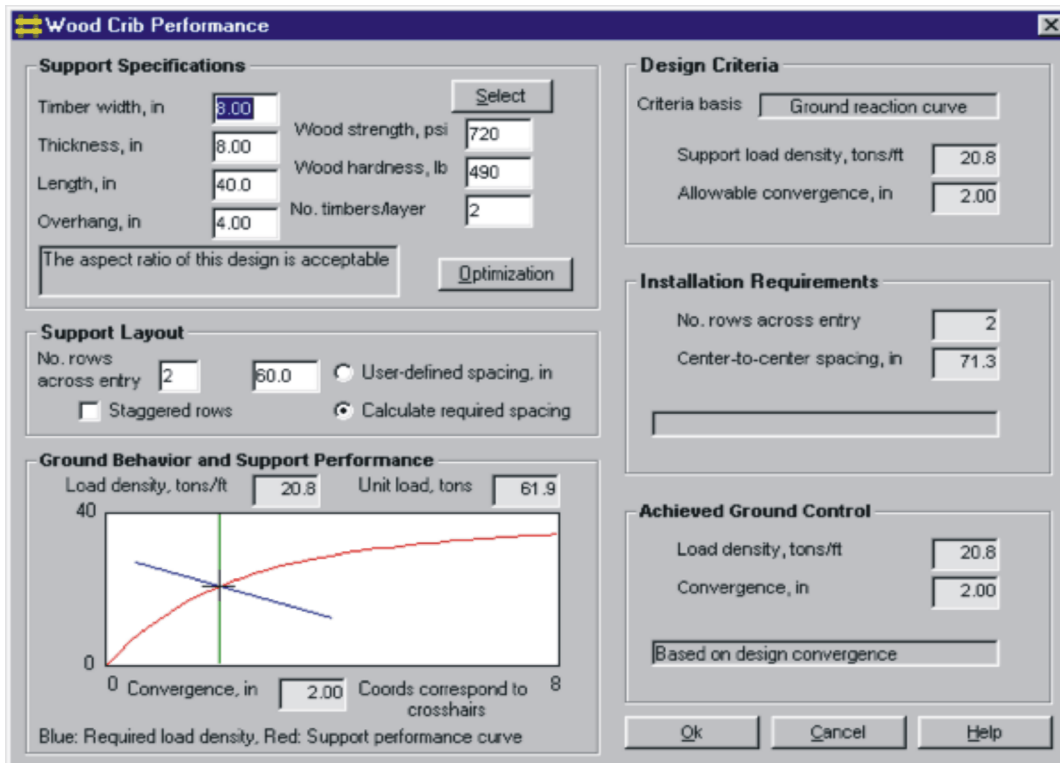 Wood Crib Performance
Support Specifications
Timber width, in 8.00
Select
Thickness, in 8.00
Wood strength, psi 720
Length, in 40.0
Wood hardness, lb 490
Overhang, in 4.00
No. timbers/layer 2
The aspect ratio of this design is acceptable
Optimization
Support Layout
No. rows
across entry 2 60.0 User-defined spacing, in
Staggered rows Calculate required spacing
Ground Behavior and Support Performance
Load density, tons/ft 20.8 Unit load, tons 61.9
40
0
0 Convergence, in 2.00 Coords correspond to 8
crosshairs
Blue: Required load density, Red: Support performance curve
Design Criteria
Criteria basis Ground reaction curve
Support load density, tons/ft 20.8
Allowable convergence, in 2.00
Installation Requirements
No. rows across entry 2
Center-to-center spacing, in 71.3
Achieved Ground Control
Load density, tons/ft 20.8
Convergence, in 2.00
Based on design convergence
Ok Cancel Help